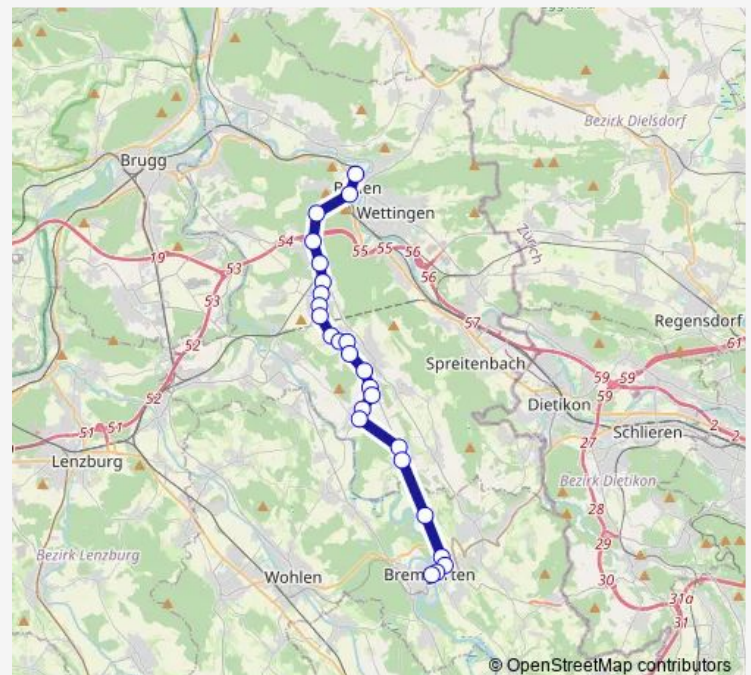 Bezirk Dielsdorf
Brugg
Wettingen
54
55
55
56
56
Zürich
19
53
53
57
Regensdorf
61
52
Spreitenbach
59
59
59
52
Dietikon
2
51
51
27
Schlieren
2
Lenzburg
Bezirk Dietikon
28
Bezirk Lenzburg
29
Wohlen
30
31a
31
© OpenStreetMap contributors